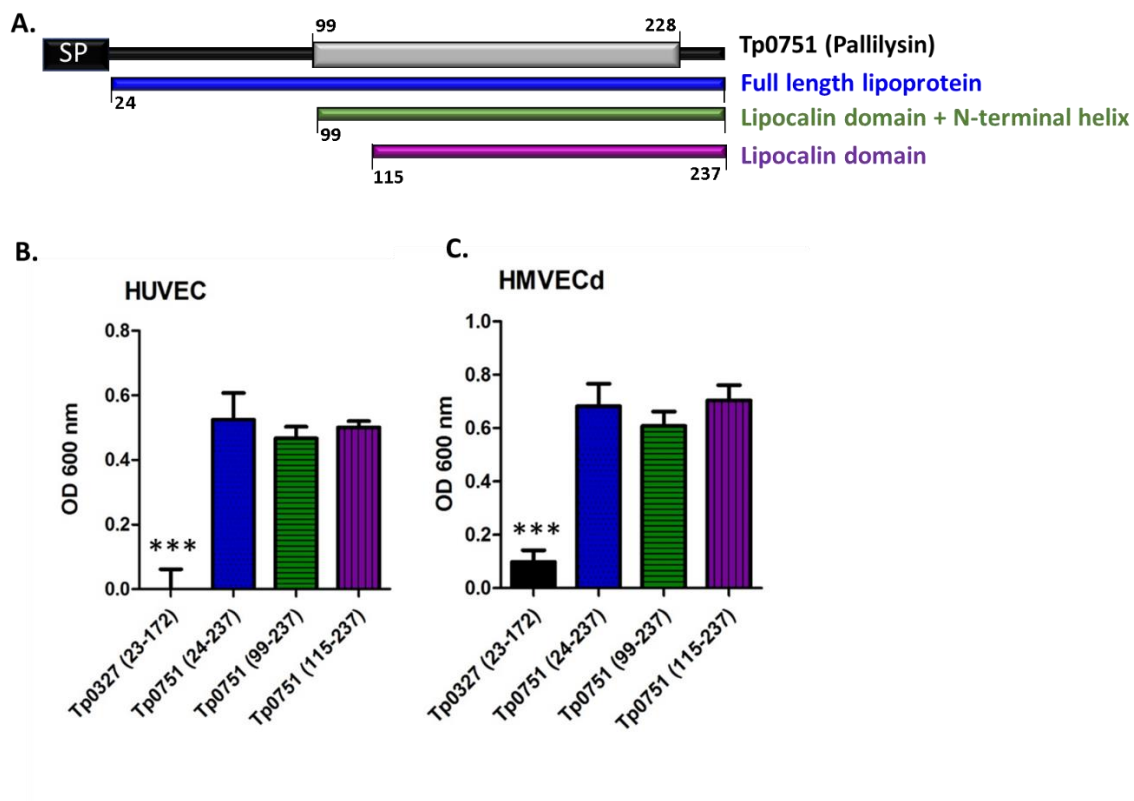 A.
SP
99
228
Tp0751 (Pallilysin)
24
Full length lipoprotein
99
Lipocalin domain + N-terminal helix
115
237
Lipocalin domain
B.
HUVEC
OD 600 nm
0.8
0.6
0.4
0.2
0.0
***
Tp0327 (23-172)
Tp0751 (24-237)
Tp0751 (99-237)
Tp0751 (115-237)
C.
HMVECd
OD 600 nm
1.0
0.8
0.6
0.4
0.2
0.0
***
Tp0327 (23-172)
Tp0751 (24-237)
Tp0751 (99-237)
Tp0751 (115-237)